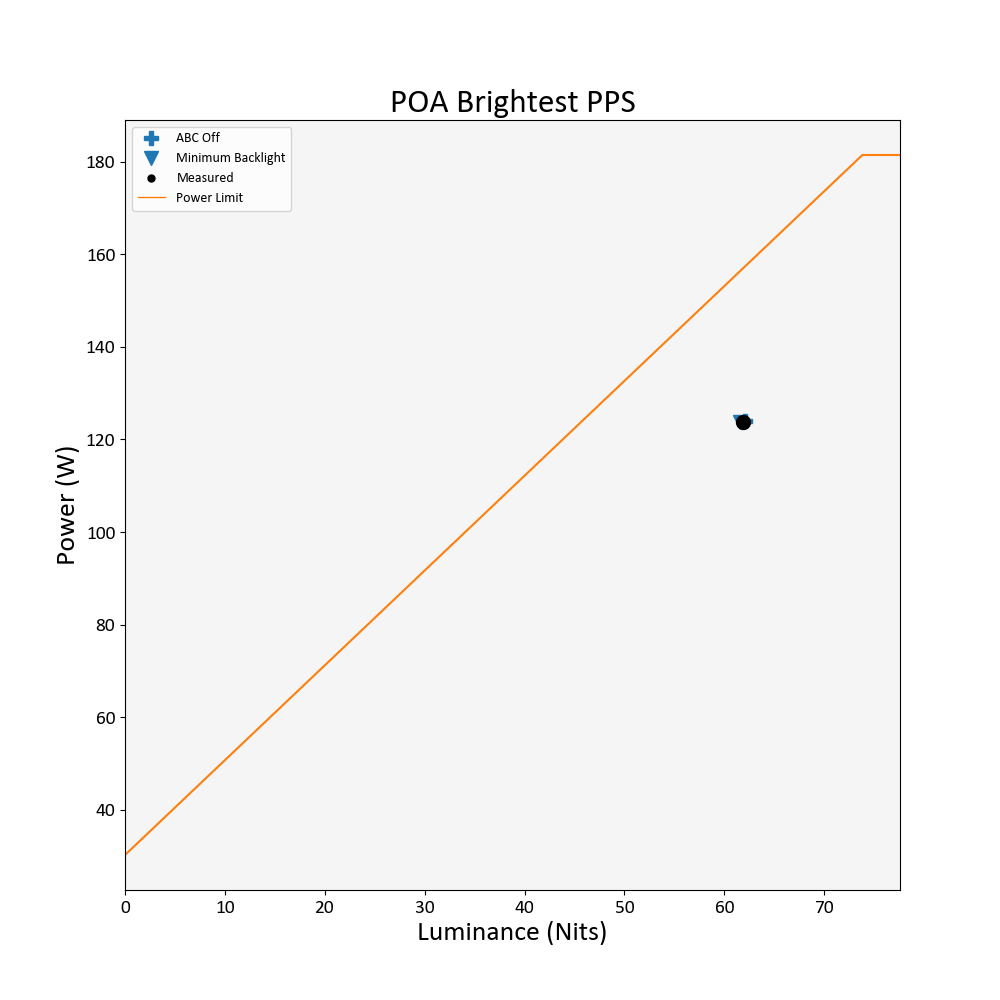 POA Brightest PPS
ABC Off
Minimum Backlight
Measured
Power Limit
180
160
140
120
100
80
60
40
Power (W)
0 10 20 30 40 50 60 70
Luminance (Nits)